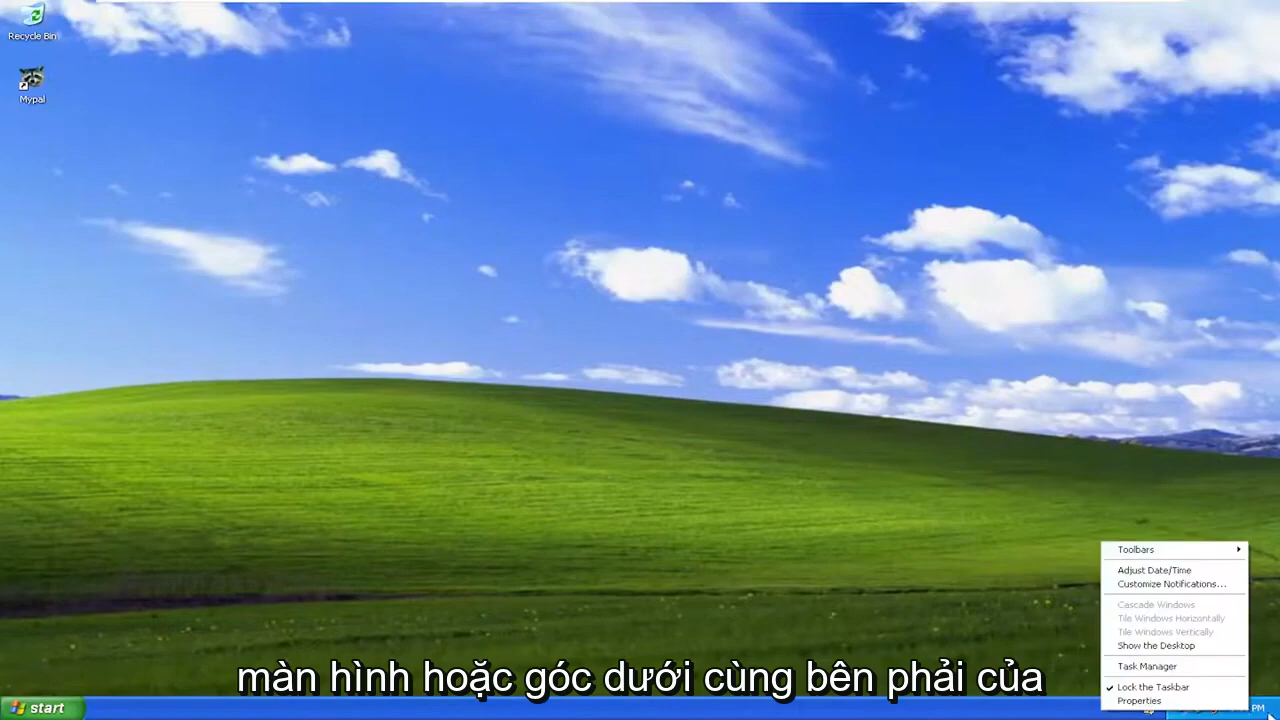 Recycle Bin
Mypal
Toolbars
Adjust Date/Time
Customize Notifications...
Cascade Windows
Tile Windows Horizontally
Tile Windows Vertically
Show the Desktop
Task Manager
Lock the Taskbar
Properties
màn hình hoặc góc dưới cùng bên phải của
start
PM